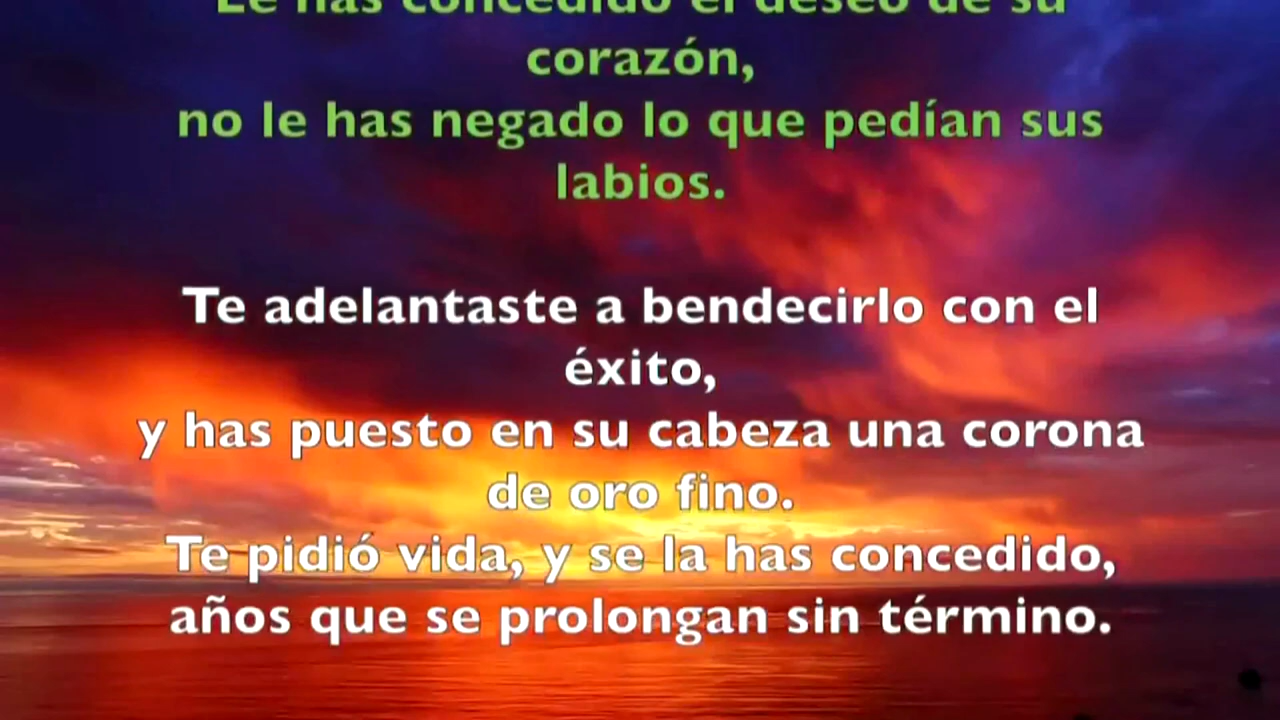 Le has concedido el deseo de su
corazón,
no le has negado lo que pedían sus
labios.
Te adelantaste a bendecirlo con el
éxito,
y has puesto en su cabeza una corona
de oro fino.
Te pidió vida, y se la has concedido,
años que se prolongan sin término.